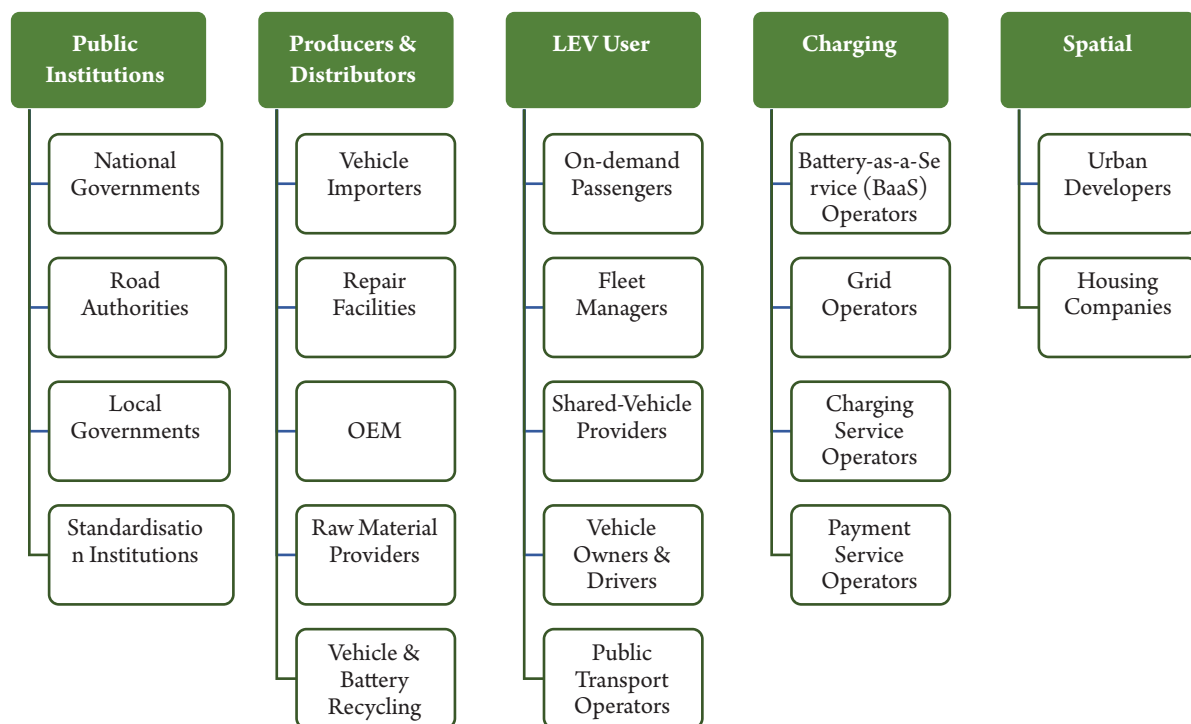 Public
Institutions
National
Governments
Road
Authorities
Local
Governments
Standardisatio
n Institutions
Producers &
Distributors
Vehicle
Importers
Repair
Facilities
OEM
Raw Material
Providers
Vehicle &
Battery
Recycling
LEV User
On-demand
Passengers
Fleet
Managers
Shared-Vehicle
Providers
Vehicle
Owners &
Drivers
Public
Transport
Operators
Charging
Battery-as-a-Se
rvice (BaaS)
Operators
Grid
Operators
Charging
Service
Operators
Payment
Service
Operators
Spatial
Urban
Developers
Housing
Companies